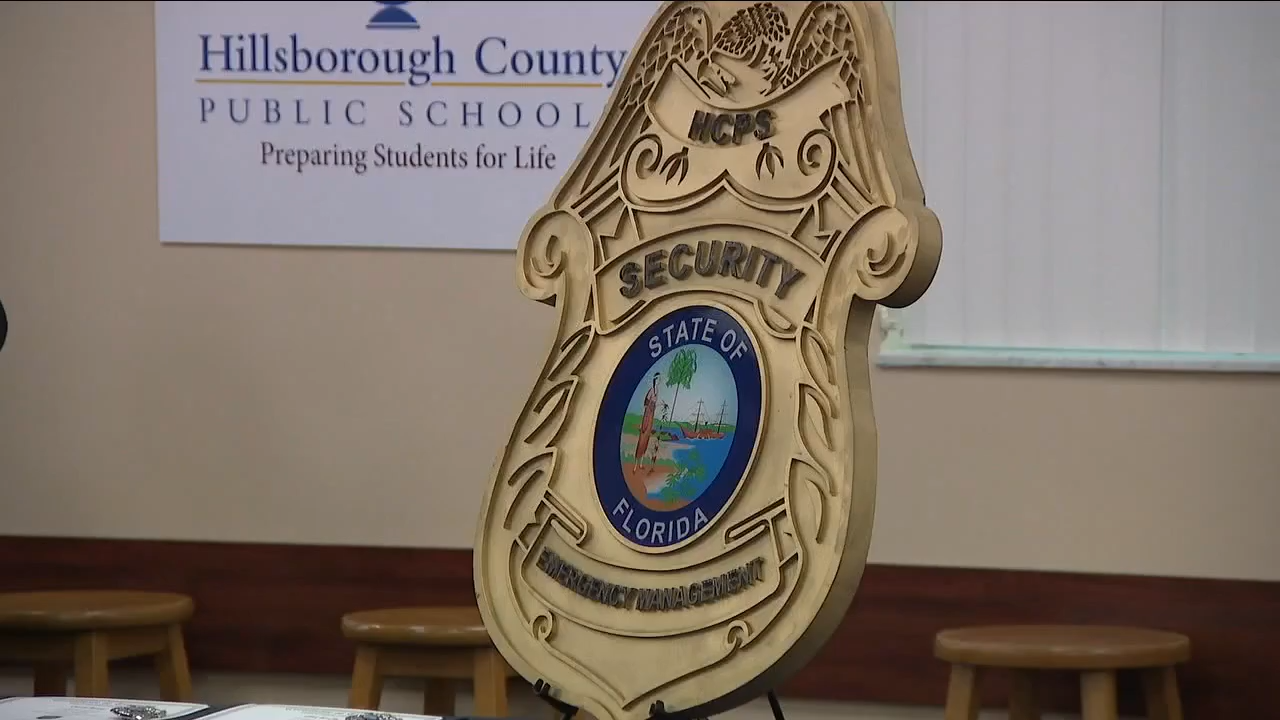 Hillsborough County
PUBLIC SCHOOL
Preparing Students for Life
HCPS
SECURITY
STATE OF
FLORIDA
EMERGENCY MANAGEMENT